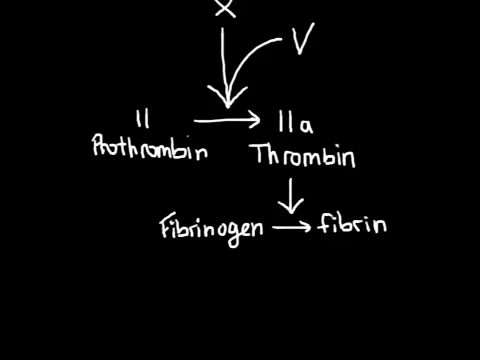 X
V
II IIa
Prothrombin Thrombin
Fibrinogen fibrin